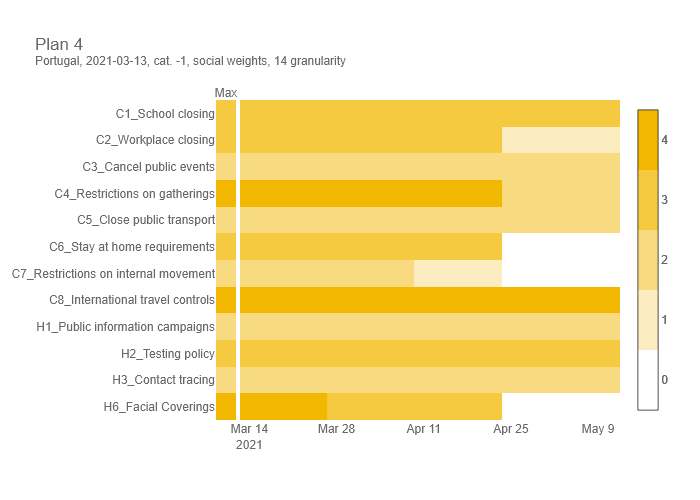 Plan 4
Portugal, 2021-03-13, cat. -1, social weights, 14 granularity
Max
C1_School closing
C2_Workplace closing
C3_Cancel public events
C4_Restrictions on gatherings
C5_Close public transport
C6_Stay at home requirements
C7_Restrictions on internal movement
C8_International travel controls
H1_Public information campaigns
H2_Testing policy
H3_Contact tracing
H6_Facial Coverings
Mar 14 Mar 28 Apr 11 Apr 25 May 9
2021
4
3
2
1
0